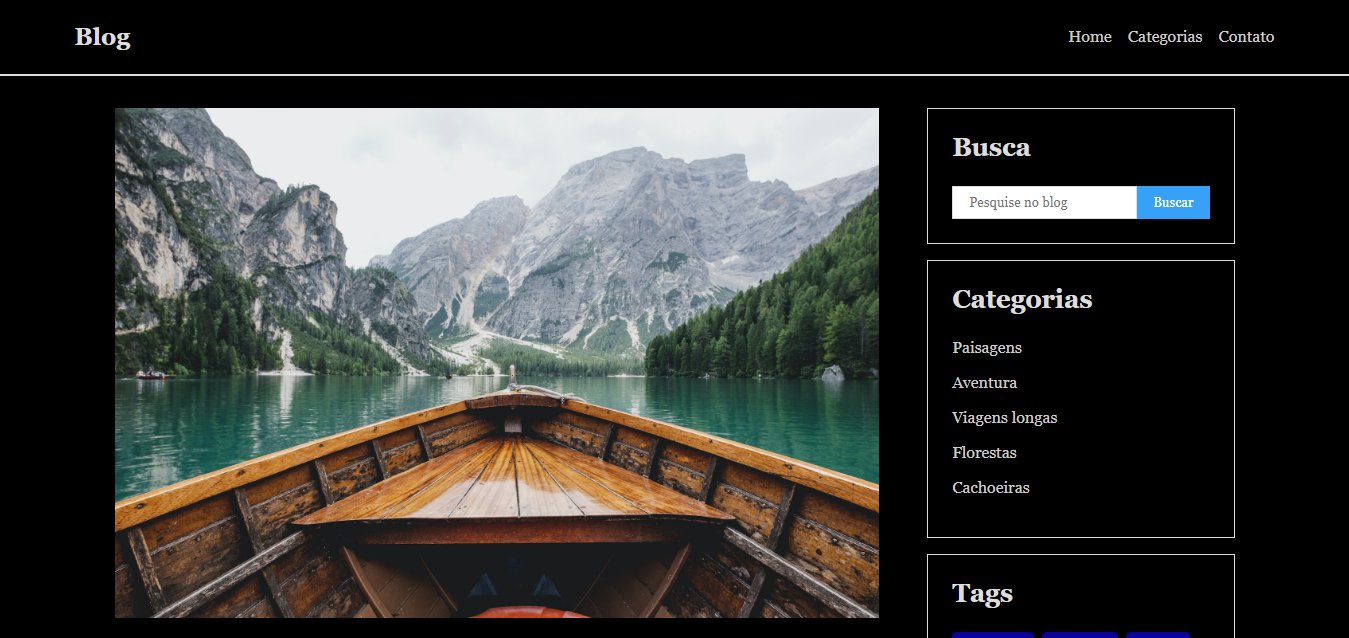 Blog
Home Categorias Contato
Busca
Pesquise no blog Buscar
Categorias
Paisagens
Aventura
Viagens longas
Florestas
Cachoeiras
Tags